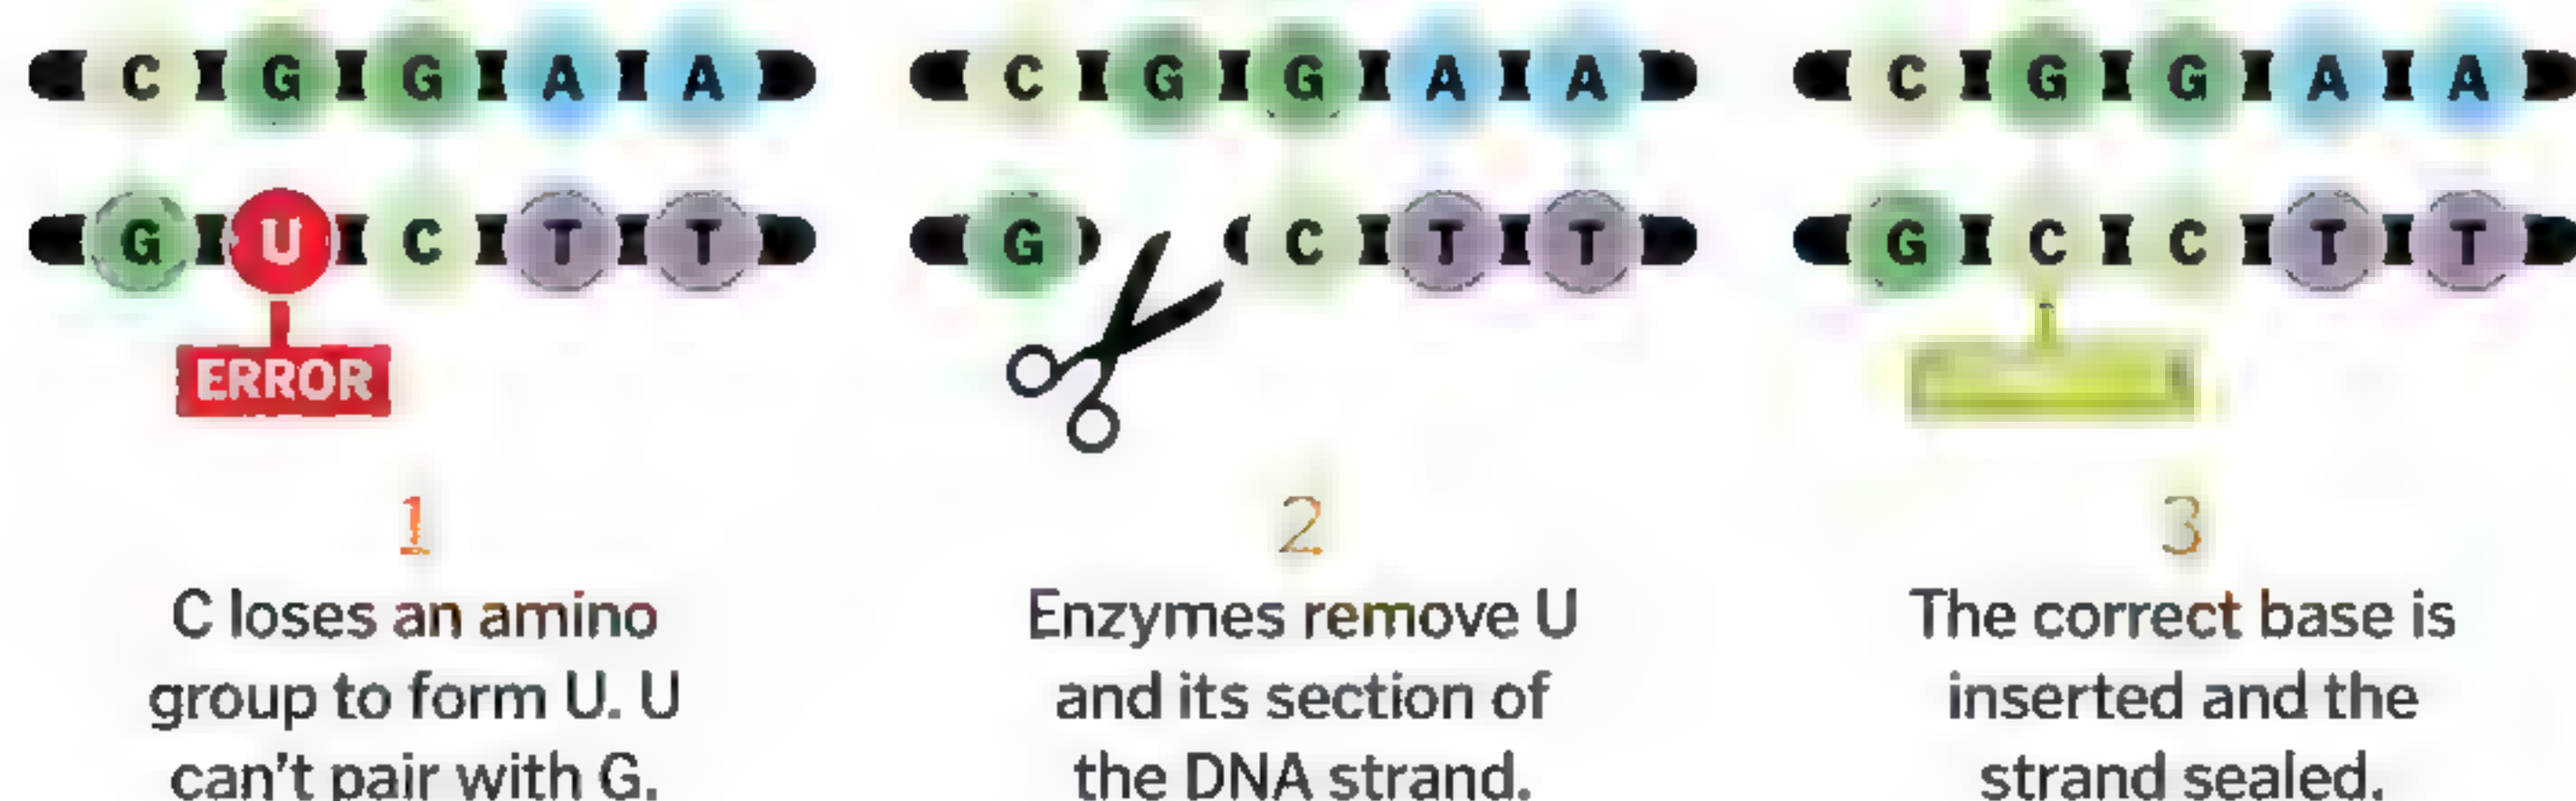 C G G A A
C G G A A
C G G A A
G U C T T
G C T T
G C C T T
ERROR
1
C loses an amino
group to form U. U
can't pair with G.
2
Enzymes remove U
and its section of
the DNA strand.
3
The correct base is
inserted and the
strand sealed.